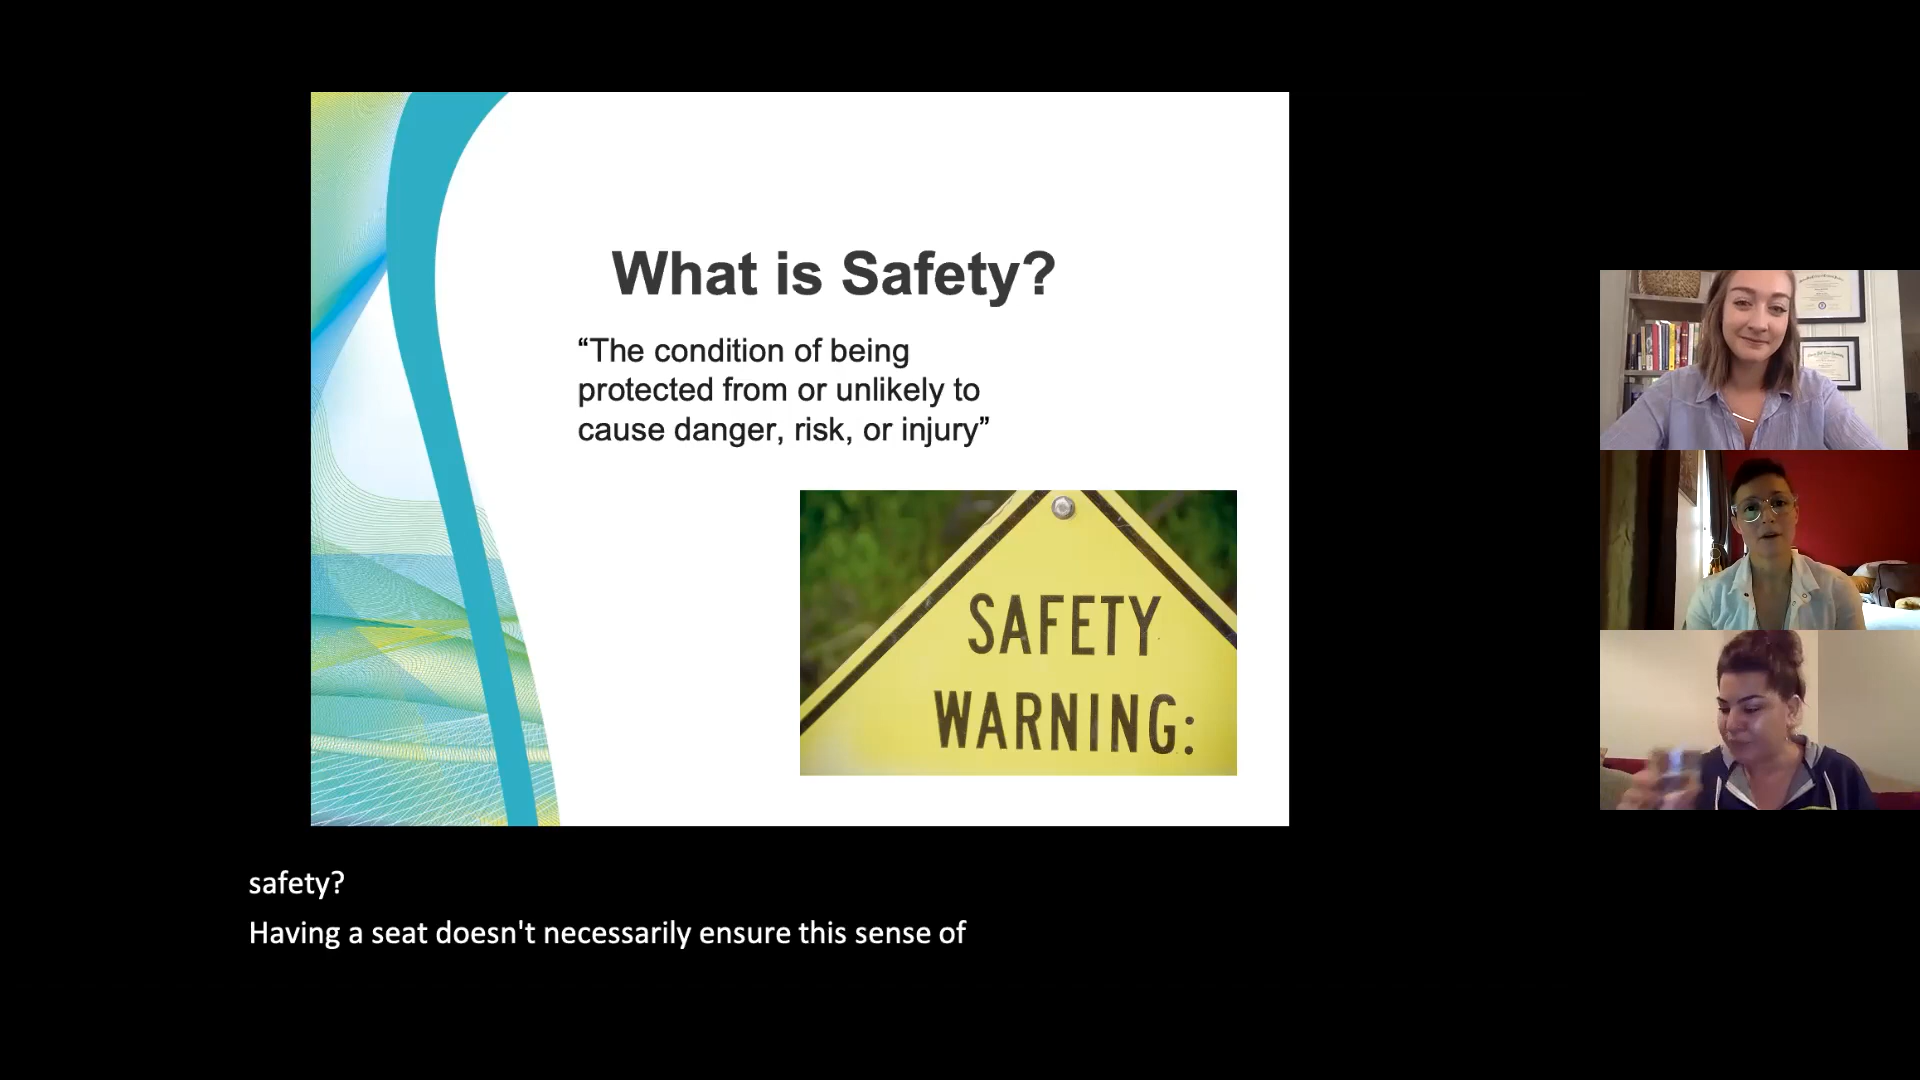 What is Safety?
“The condition of being
protected from or unlikely to
cause danger, risk, or injury”
SAFETY
WARNING:
safety?
Having a seat doesn't necessarily ensure this sense of